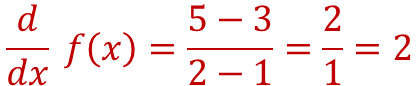 d/dx f(x) = (5 − 3)/(2 − 1) = 2/1 = 2